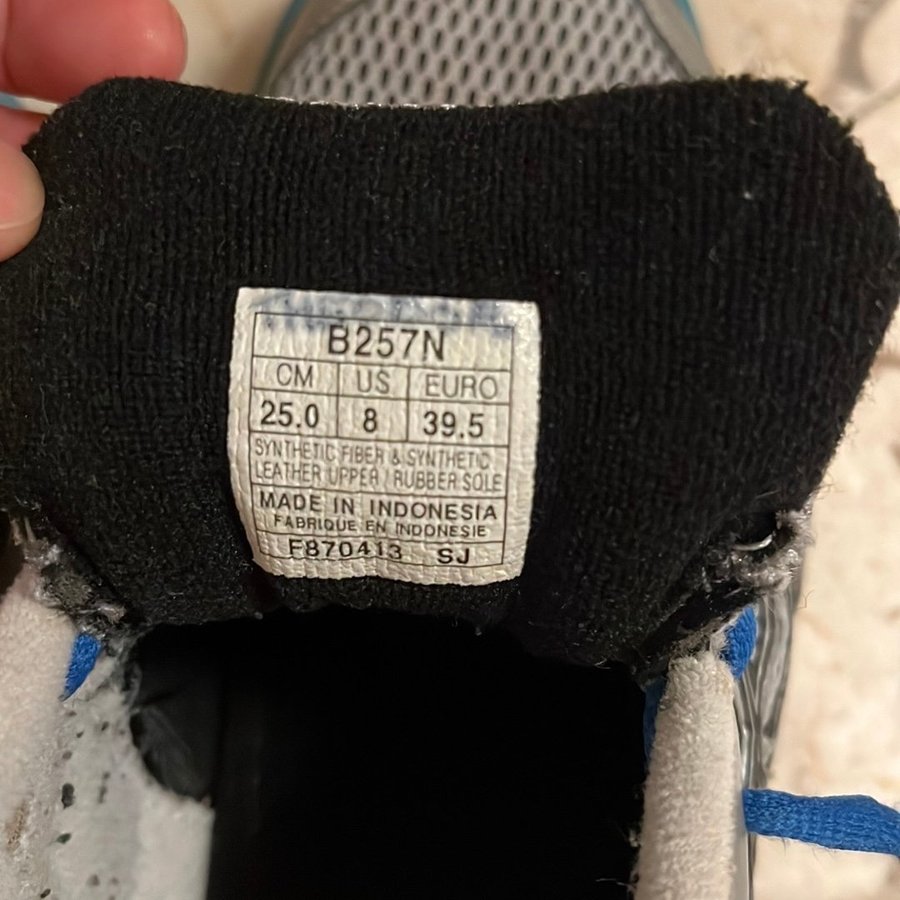 B257N
CM US EURO
25.0 8 39.5
SYNTHETIC FIBER & SYNTHETIC
LEATHER UPPER / RUBBER SOLE
MADE IN INDONESIA
FABRIQUE EN INDONESIE
F870413 SJ